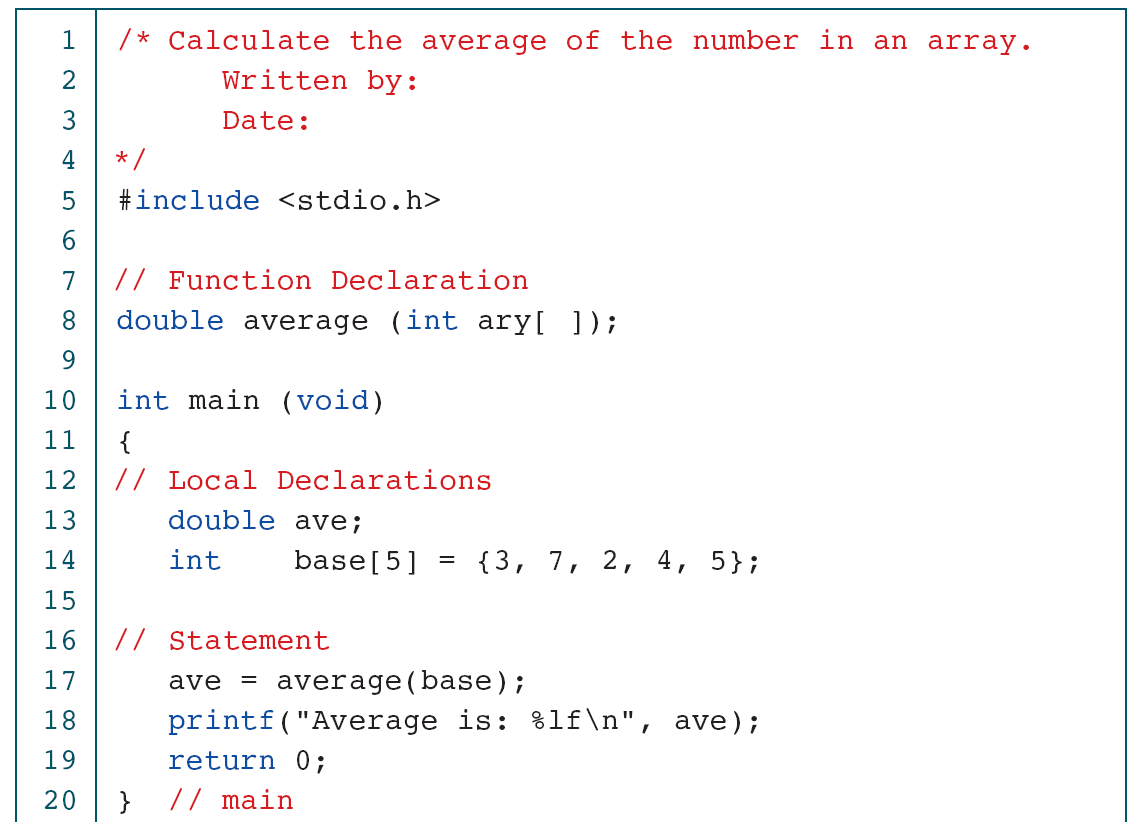 1 /* Calculate the average of the number in an array.
2 Written by:
3 Date:
4 */
5 #include <stdio.h>
6
7 // Function Declaration
8 double average (int ary[ ]);
9
10 int main (void)
11 {
12 // Local Declarations
13 double ave;
14 int base[5] = {3, 7, 2, 4, 5};
15
16 // Statement
17 ave = average(base);
18 printf("Average is: %lf\n", ave);
19 return 0;
20 } // main